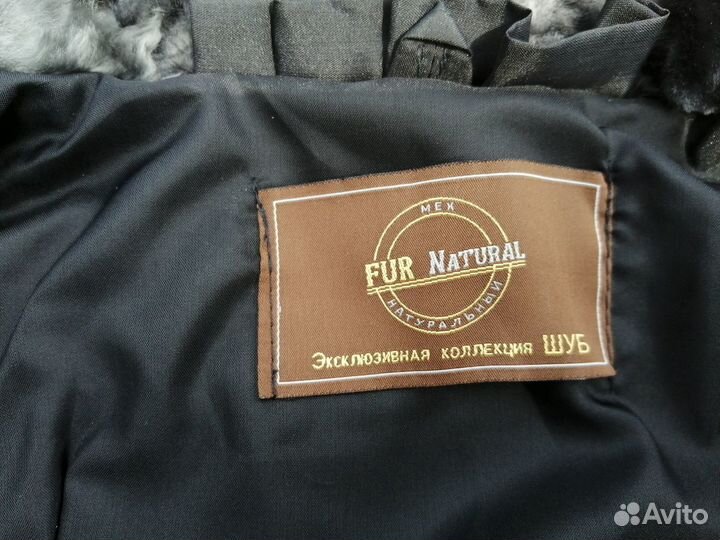 МЕХ
FUR NATURAL
НАТУРАЛЬНЫЙ
Эксклюзивная коллекция ШУБ
Avito